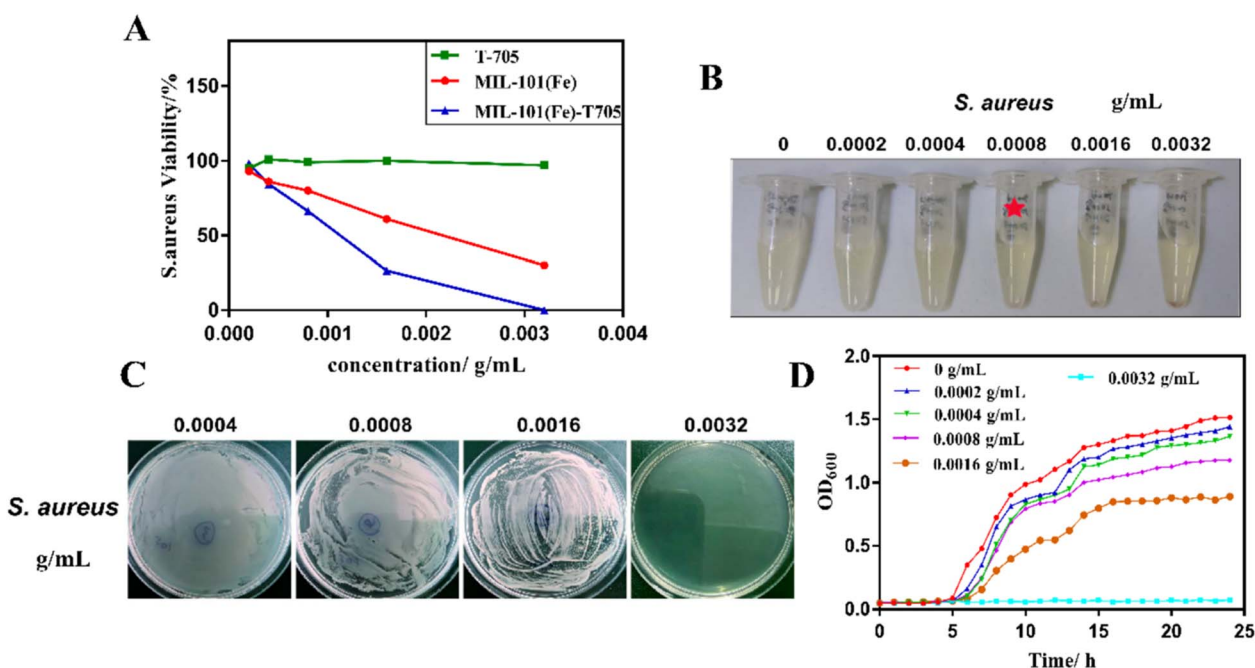 A
S.aureus Viability/%
150
100
50
0
0.000 0.001 0.002 0.003 0.004
concentration/ g/mL
T-705
MIL-101(Fe)
MIL-101(Fe)-T705
B
S. aureus g/mL
0 0.0002 0.0004 0.0008 0.0016 0.0032
C
0.0004 0.0008 0.0016 0.0032
S. aureus
g/mL
D
OD600
2.0
1.5
1.0
0.5
0.0
0 5 10 15 20 25
Time/ h
0 g/mL
0.0002 g/mL
0.0004 g/mL
0.0008 g/mL
0.0016 g/mL
0.0032 g/mL